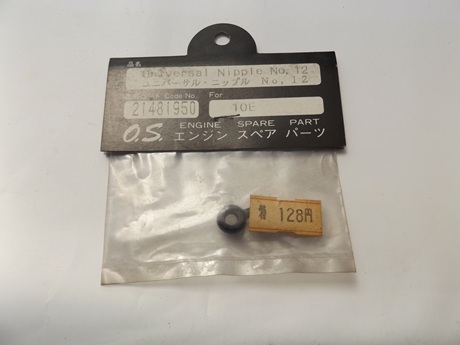 品名
Universal Nipple No.12
ユニバーサル・ニップル No.12
Code No. For
21481950 10E
O.S. ENGINE SPARE PART
エンジン スペア パーツ
128円